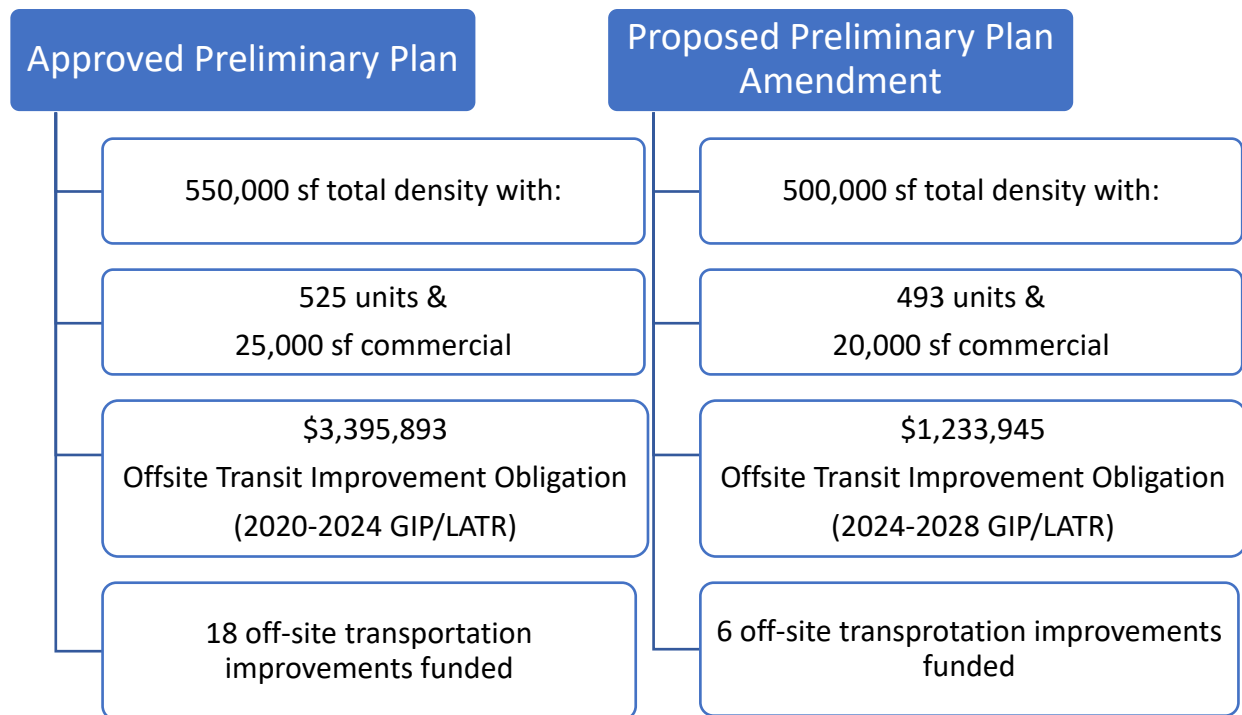 Approved Preliminary Plan
550,000 sf total density with:
525 units &
25,000 sf commercial
$3,395,893
Offsite Transit Improvement Obligation
(2020-2024 GIP/LATR)
18 off-site transportation
improvements funded
Proposed Preliminary Plan
Amendment
500,000 sf total density with:
493 units &
20,000 sf commercial
$1,233,945
Offsite Transit Improvement Obligation
(2024-2028 GIP/LATR)
6 off-site transprotation improvements
funded